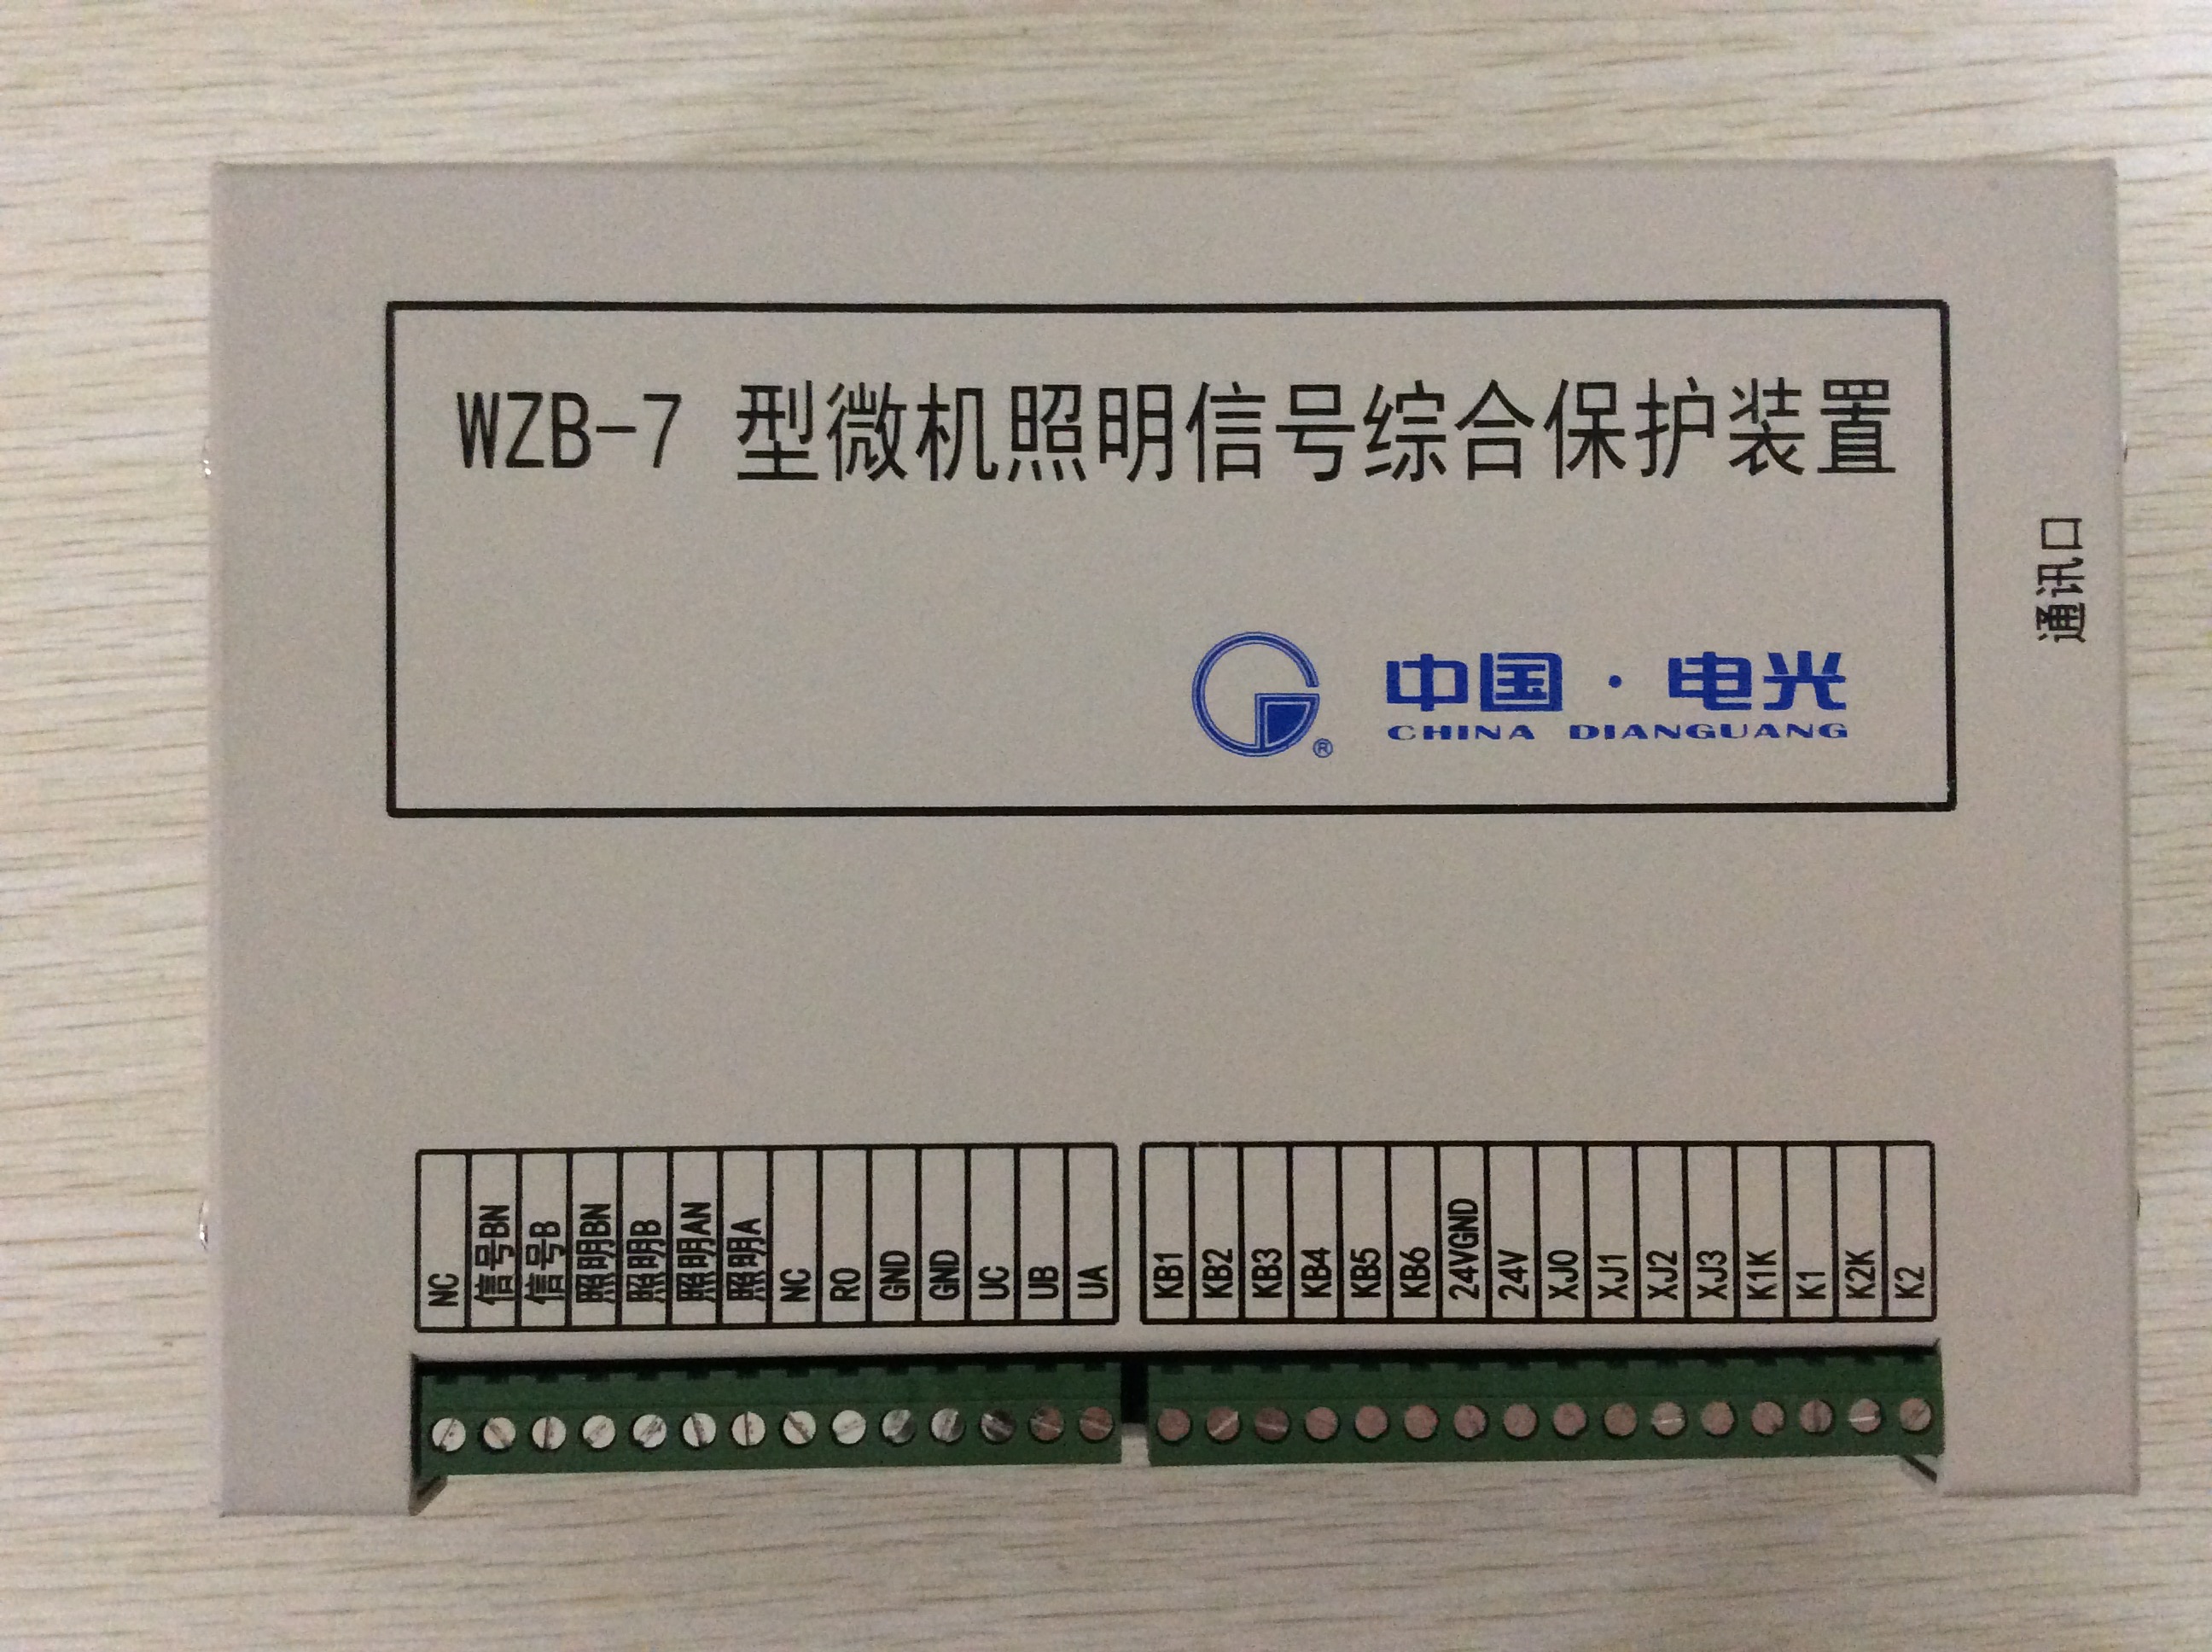 WZB-7 型微机照明信号综合保护装置
通讯口
中国·电光
®
CHINA DIANGUANG
NC 信号BN 信号B 照明BN 照明B 照明AN 照明A NC RO GND GND UC UB UA KB1 KB2 KB3 KB4 KB5 KB6 24VGND 24V XJ0 XJ1 XJ2 XJ3 K1K K1 K2K K2